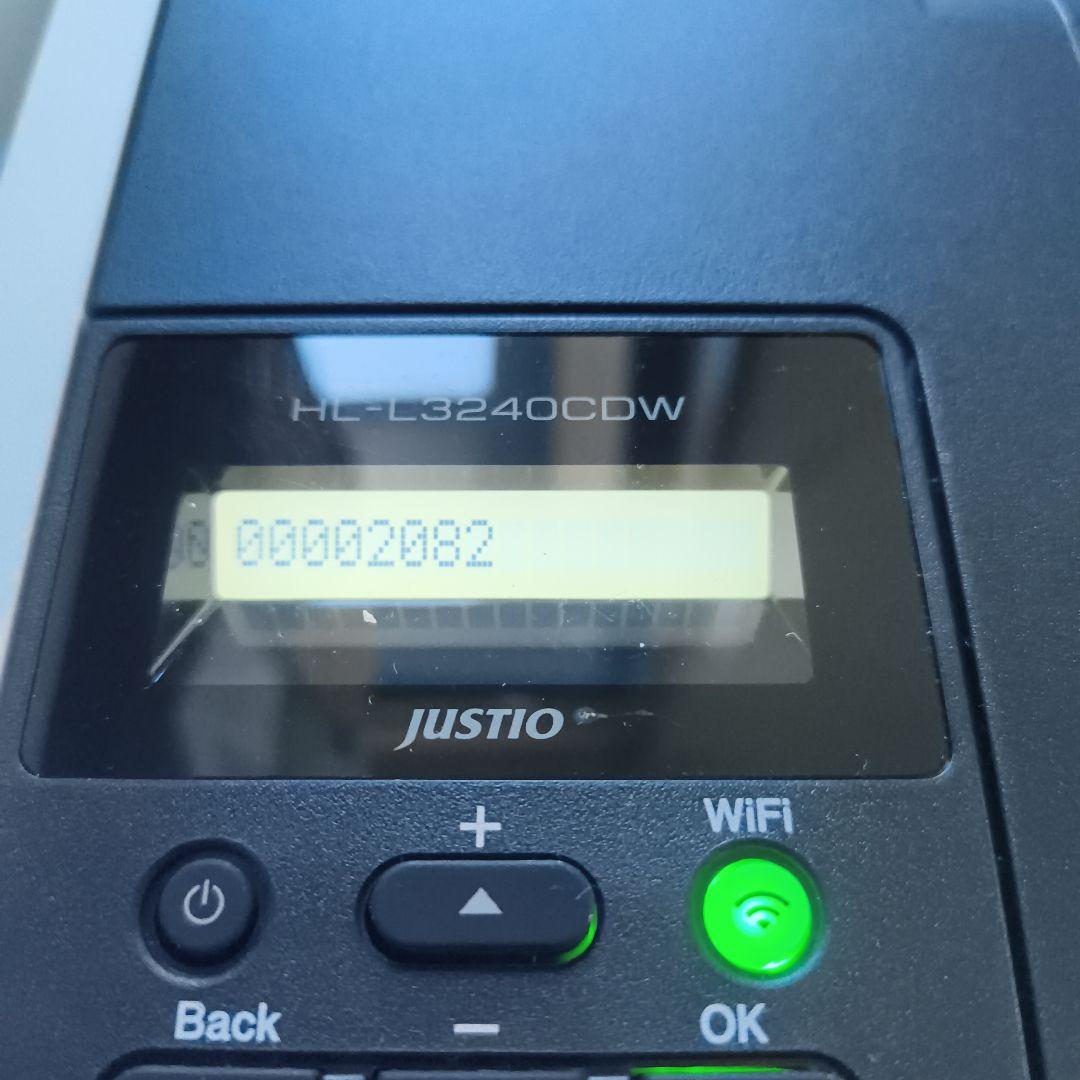 HL-L3240CDW
00002082
JUSTIO
+
WiFi
Back
−
OK